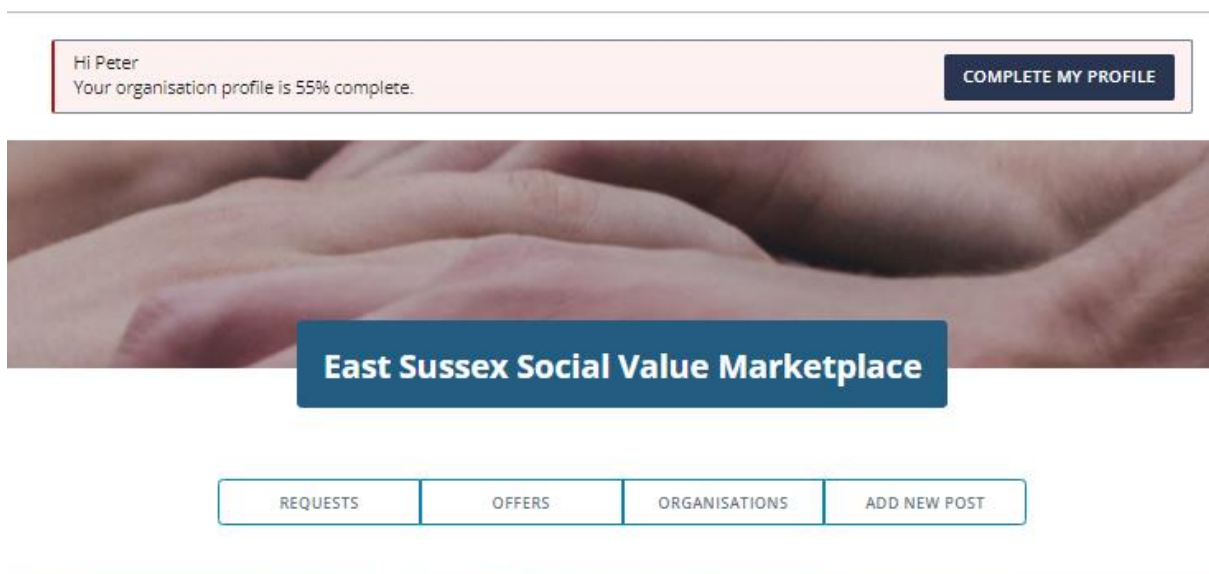 Hi Peter
Your organisation profile is 55% complete.
COMPLETE MY PROFILE
East Sussex Social Value Marketplace
REQUESTS
OFFERS
ORGANISATIONS
ADD NEW POST